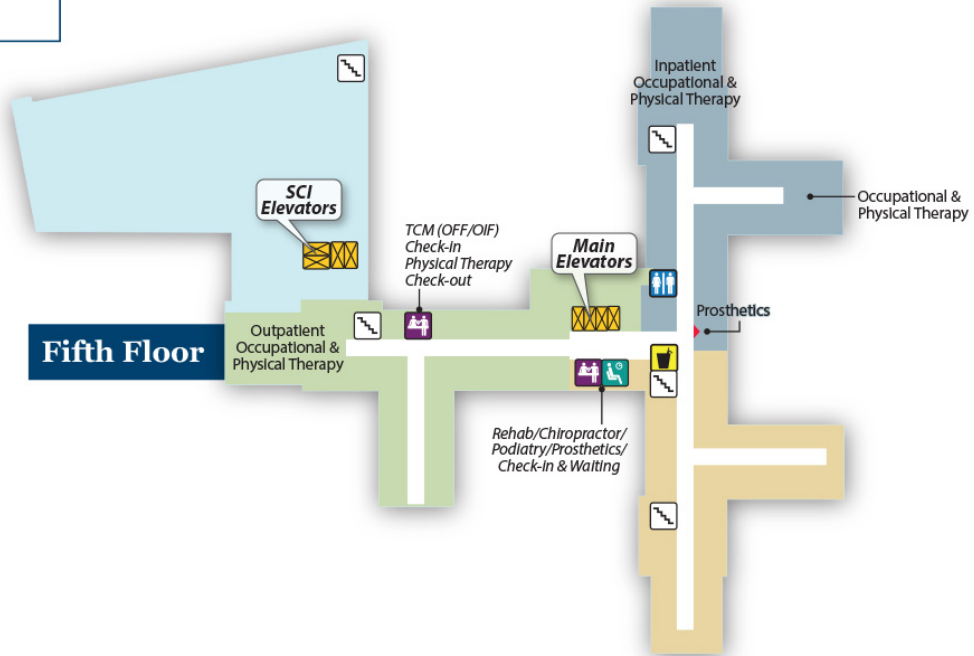 Inpatient
Occupational &
Physical Therapy
SCI
Elevators
Occupational &
Physical Therapy
TCM (OFF/OIF)
Check-in
Physical Therapy
Check-out
Main
Elevators
Prosthetics
Fifth Floor
Outpatient
Occupational &
Physical Therapy
Rehab/Chiropractor/
Podiatry/Prosthetics/
Check-in & Waiting